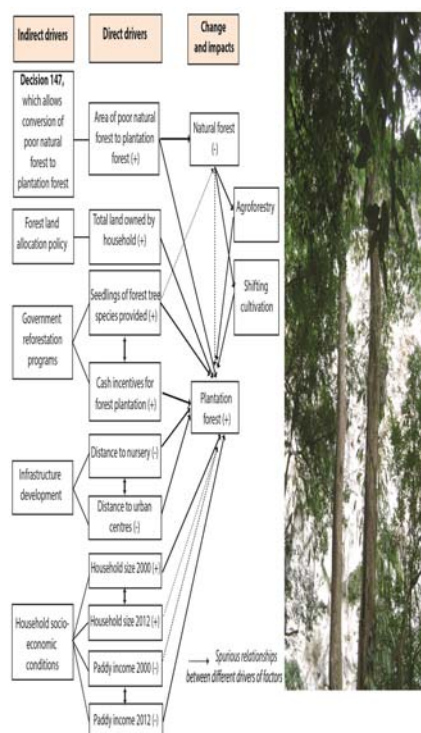 Indirect drivers
Direct drivers
Change
and impacts
Decision 147,
which allows
conversion of
poor natural
forest to
plantation forest
Area of poor natural
forest to plantation
forest (+)
Natural forest
(-)
Agroforestry
Forest land
allocation policy
Total land owned by
household (+)
Shifting
cultivation
Seedlings of forest tree
species provided (+)
Government
reforestation
programs
Cash incentives for
forest plantation (+)
Plantation
forest (+)
Infrastructure
development
Distance to nursery (-)
Distance to urban
centres (-)
Household size 2000 (+)
Household size 2012 (+)
Household socio-
economic
conditions
Paddy income 2000 (-)
Paddy income 2012 (-)
Spurious relationships
between different drivers of factors